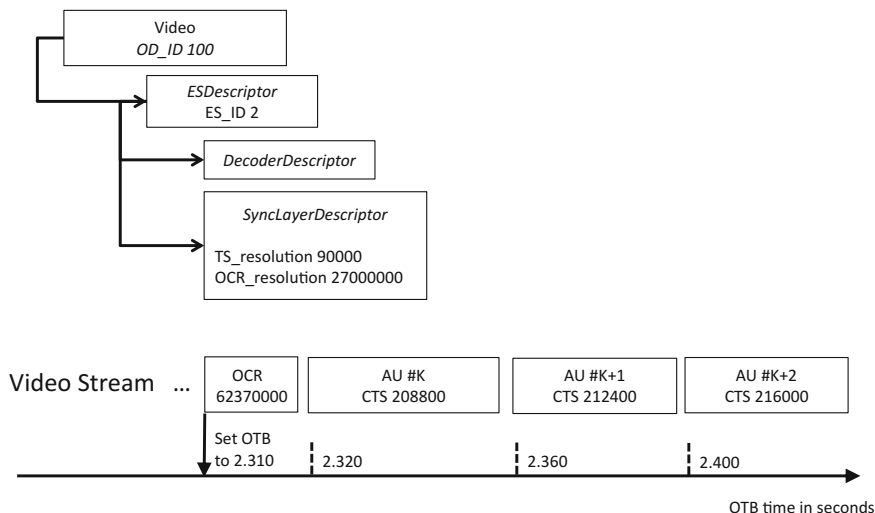 Video
OD_ID 100
ESDescriptor
ES_ID 2
DecoderDescriptor
SyncLayerDescriptor
TS_resolution 90000
OCR_resolution 27000000
Video Stream ...
OCR
62370000
AU #K
CTS 208800
AU #K+1
CTS 212400
AU #K+2
CTS 216000
Set OTB
to 2.310
2.320
2.360
2.400
OTB time in seconds